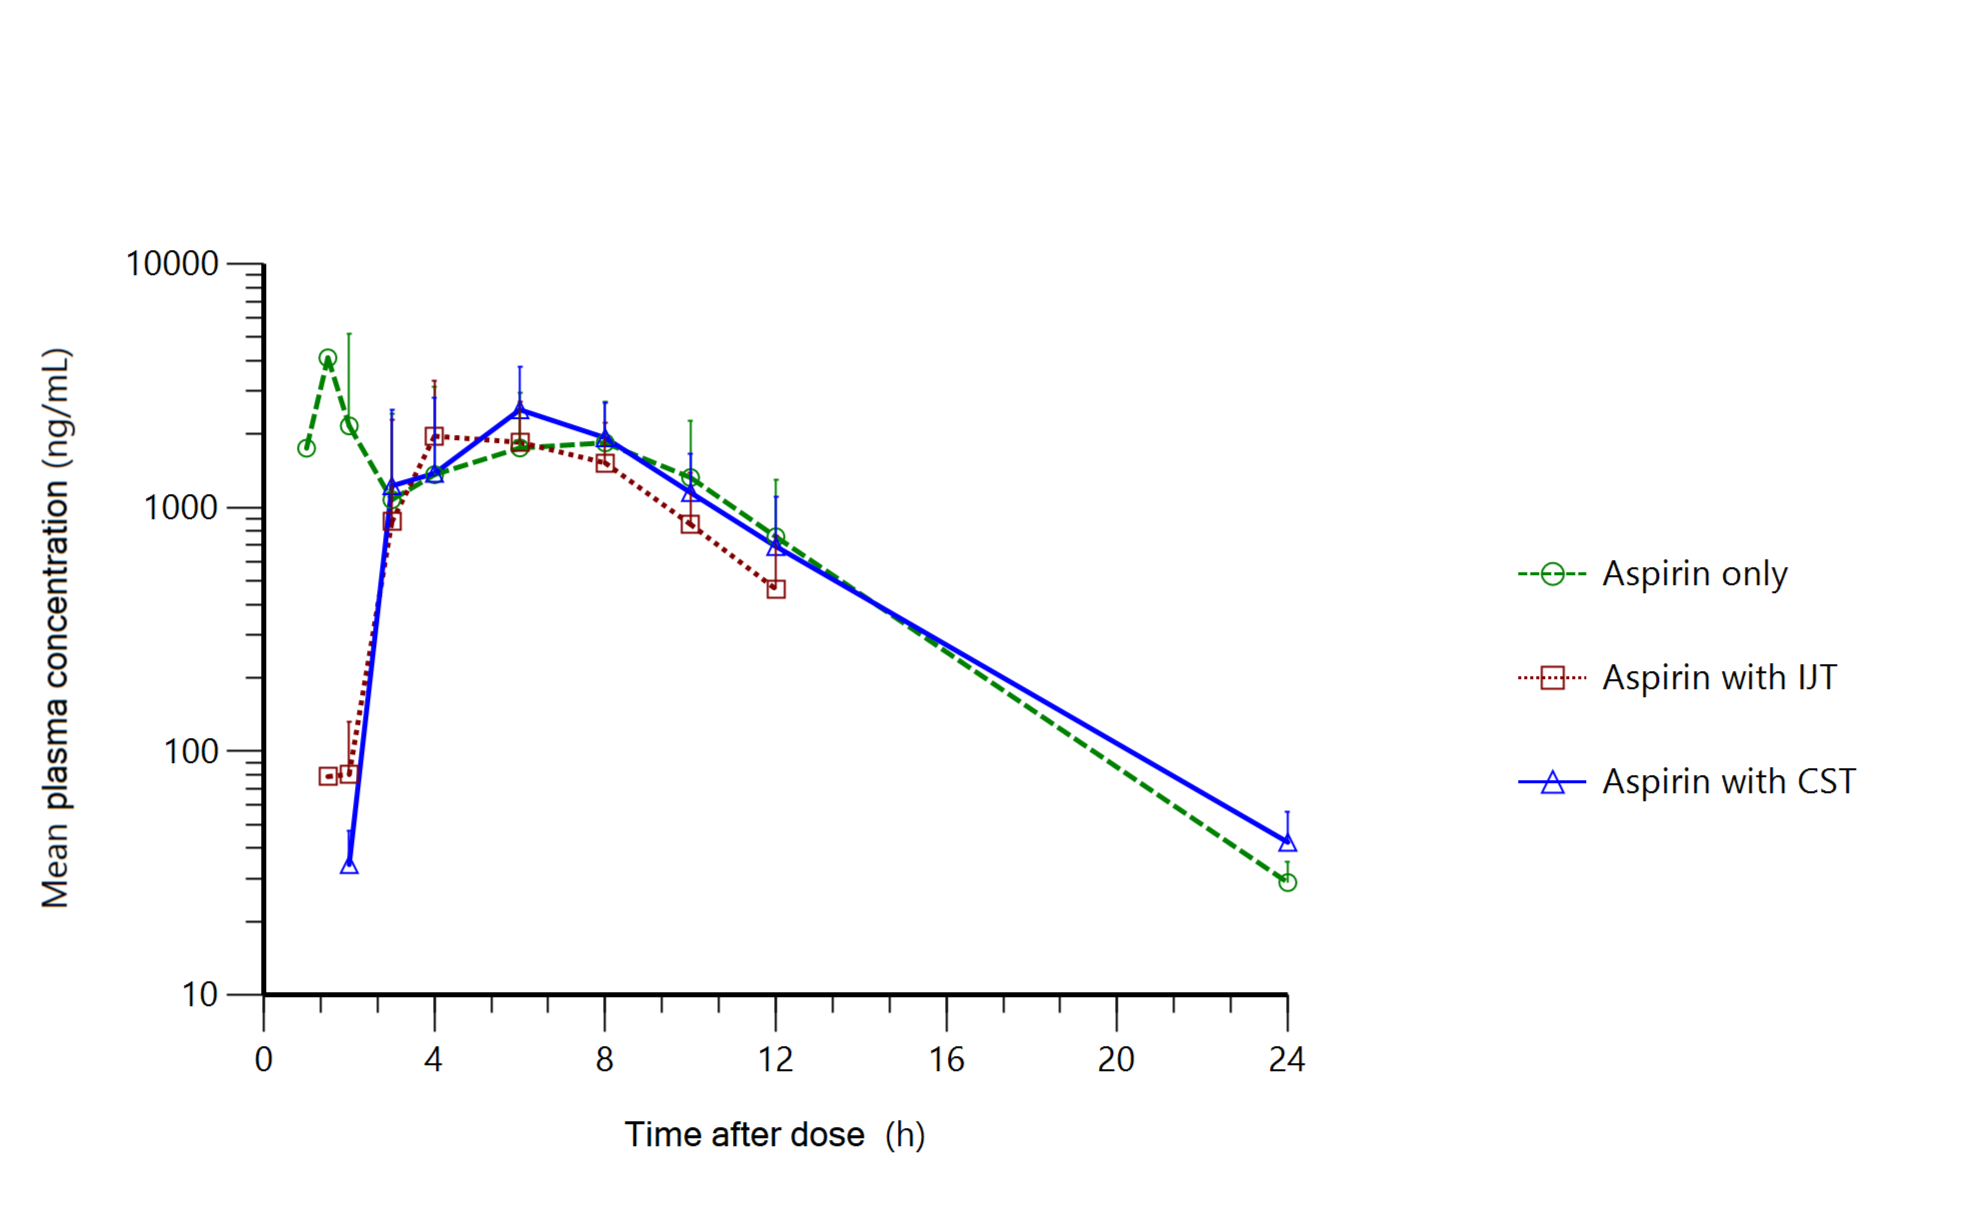 10000
1000
100
10
Mean plasma concentration (ng/mL)
0 4 8 12 16 20 24
Time after dose (h)
Aspirin only
Aspirin with IJT
Aspirin with CST